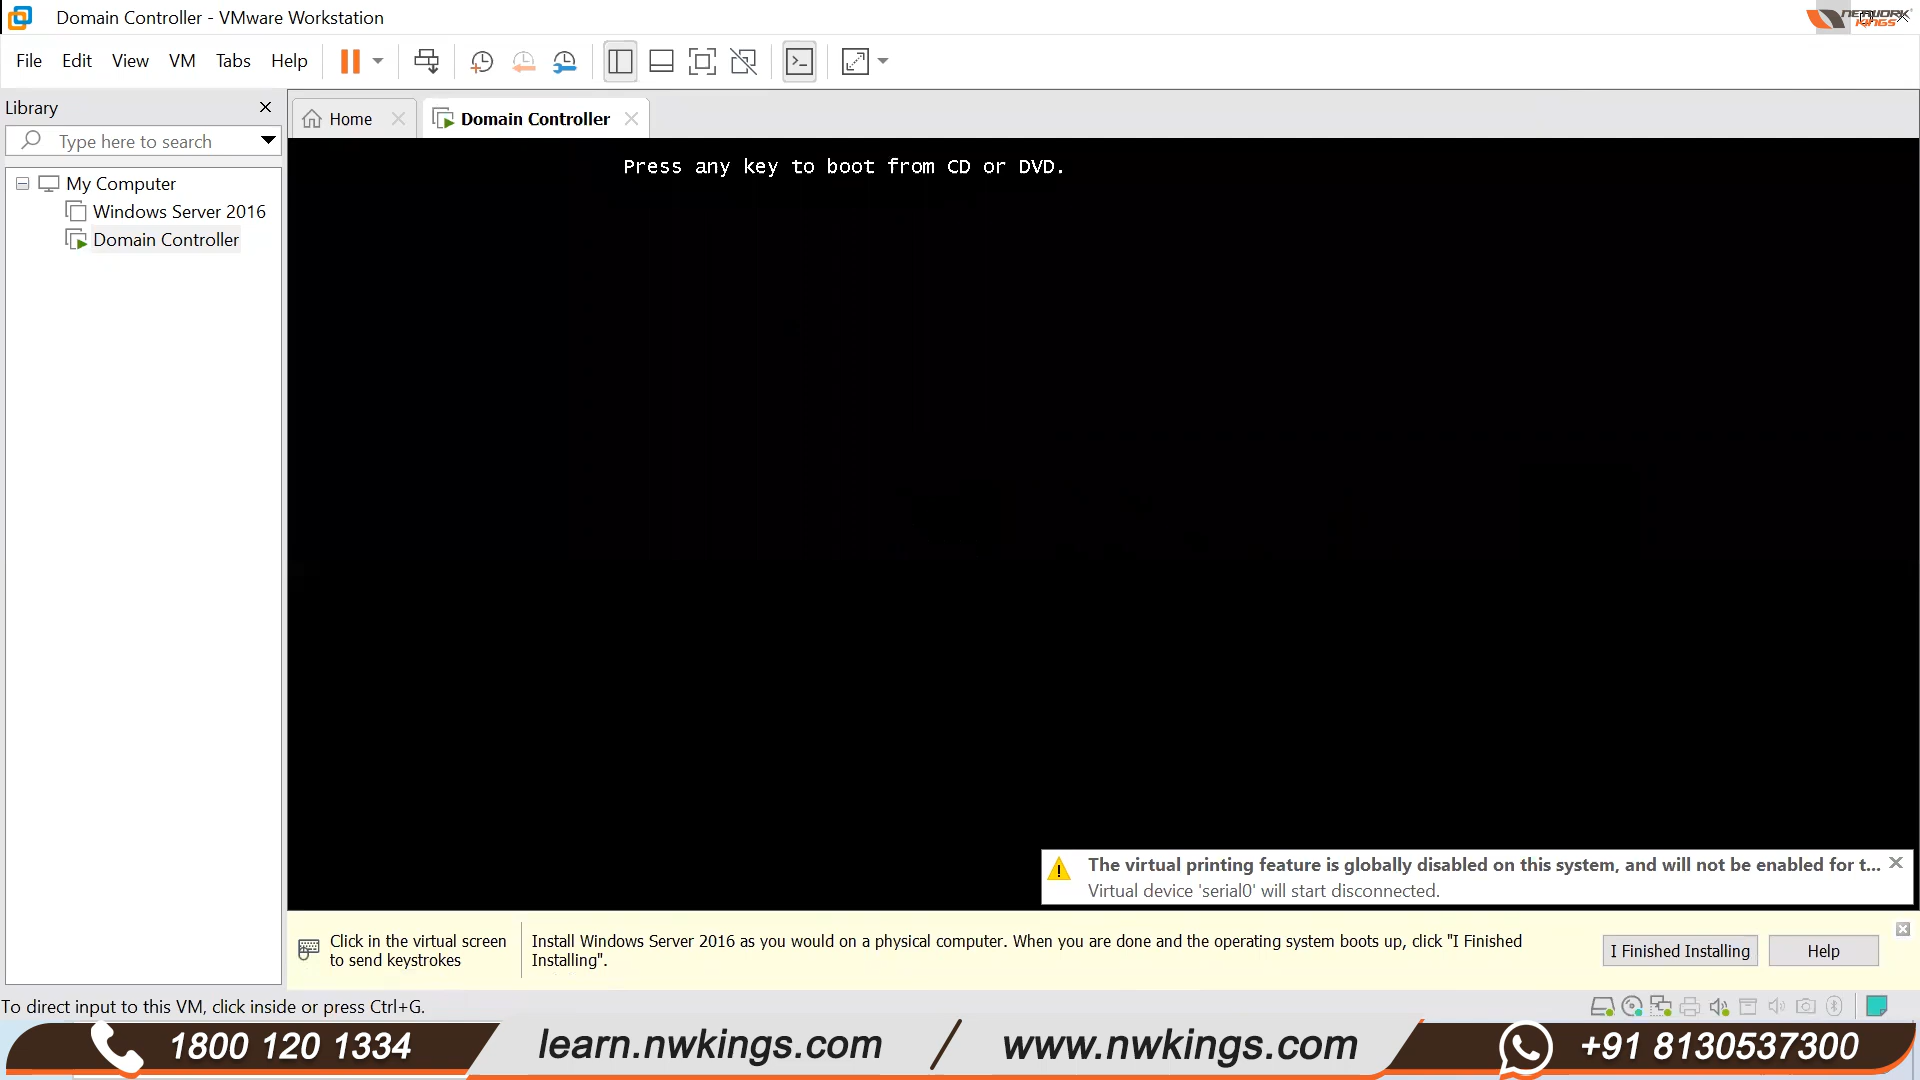 Domain Controller - VMware Workstation
NETWORK
KINGS
File Edit View VM Tabs Help
Library
Home
Domain Controller
Type here to search
Press any key to boot from CD or DVD.
My Computer
Windows Server 2016
Domain Controller
The virtual printing feature is globally disabled on this system, and will not be enabled for t...
Virtual device 'serial0' will start disconnected.
Click in the virtual screen
to send keystrokes
Install Windows Server 2016 as you would on a physical computer. When you are done and the operating system boots up, click "I Finished
Installing".
I Finished Installing
Help
To direct input to this VM, click inside or press Ctrl+G.
1800 120 1334
learn.nwkings.com / www.nwkings.com
+91 8130537300